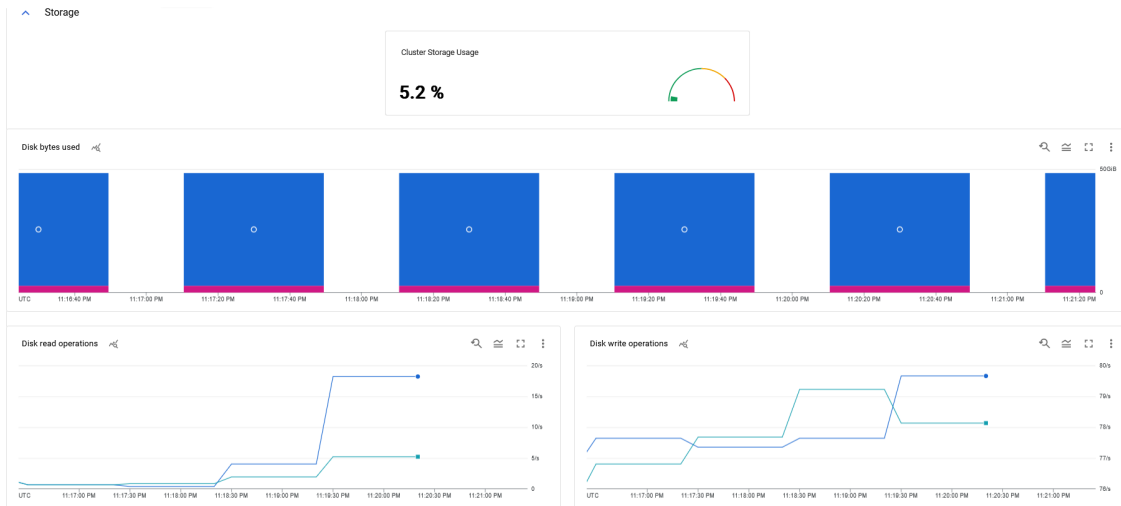 Storage
Cluster Storage Usage
5.2 %
Disk bytes used
50GiB
0
UTC 11:16:40 PM 11:17:00 PM 11:17:20 PM 11:17:40 PM 11:18:00 PM 11:18:20 PM 11:18:40 PM 11:19:00 PM 11:19:20 PM 11:19:40 PM 11:20:00 PM 11:20:20 PM 11:20:40 PM 11:21:00 PM 11:21:20 PM
Disk read operations
20/s
15/s
10/s
5/s
0
UTC 11:17:00 PM 11:17:30 PM 11:18:00 PM 11:18:30 PM 11:19:00 PM 11:19:30 PM 11:20:00 PM 11:20:30 PM 11:21:00 PM
Disk write operations
80/s
79/s
78/s
77/s
76/s
UTC 11:17:00 PM 11:17:30 PM 11:18:00 PM 11:18:30 PM 11:19:00 PM 11:19:30 PM 11:20:00 PM 11:20:30 PM 11:21:00 PM